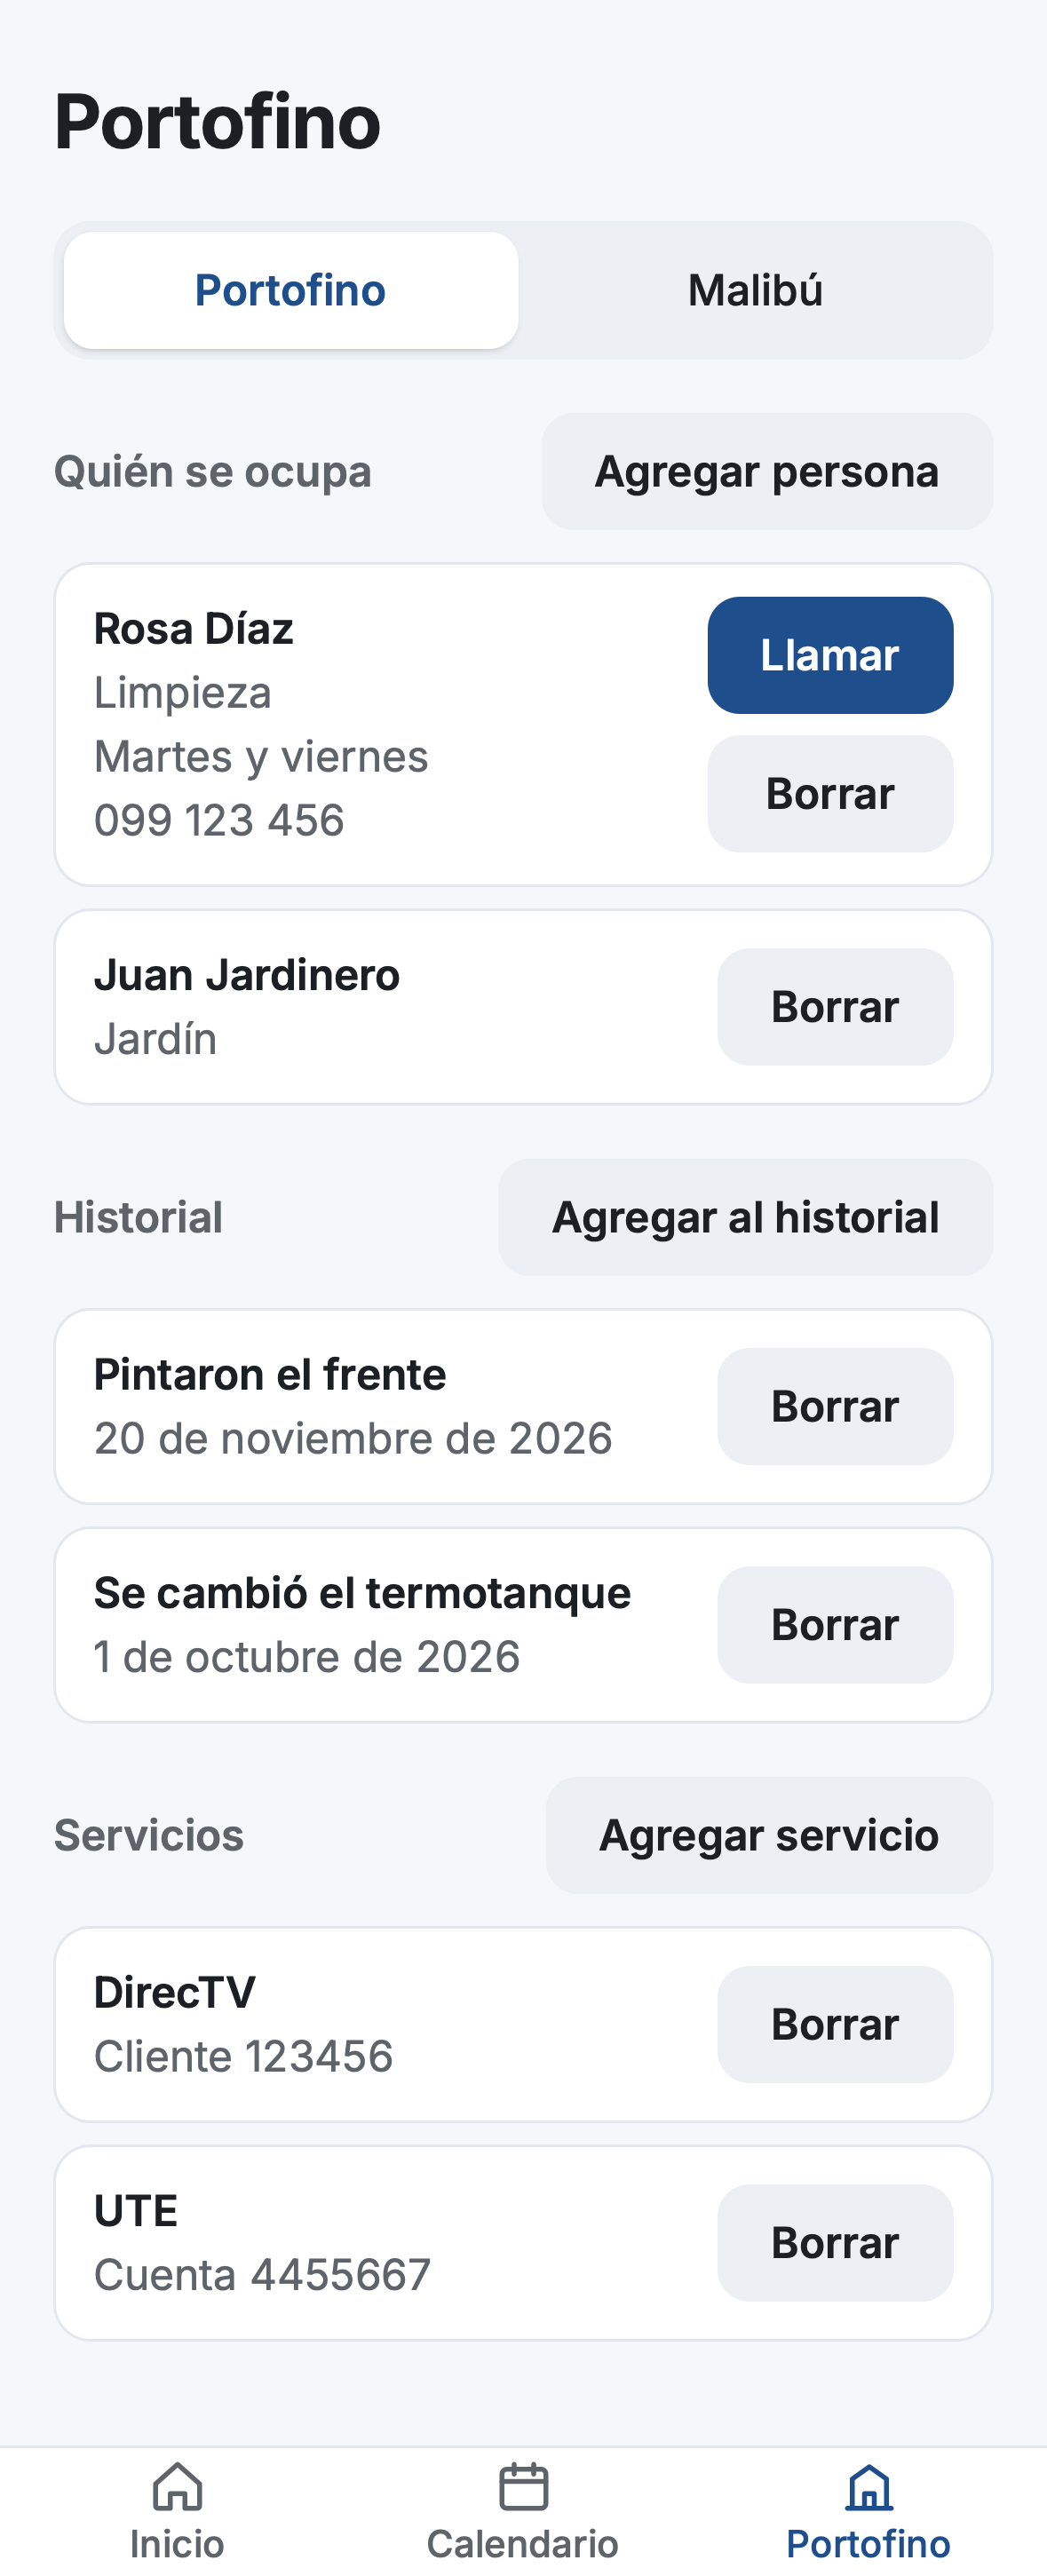 Portofino
Portofino
Malibú
Quién se ocupa
Agregar persona
Rosa Díaz
Limpieza
Martes y viernes
099 123 456
Llamar
Borrar
Juan Jardinero
Jardín
Borrar
Historial
Agregar al historial
Pintaron el frente
20 de noviembre de 2026
Borrar
Se cambió el termotanque
1 de octubre de 2026
Borrar
Servicios
Agregar servicio
DirecTV
Cliente 123456
Borrar
UTE
Cuenta 4455667
Borrar
Inicio
Calendario
Portofino